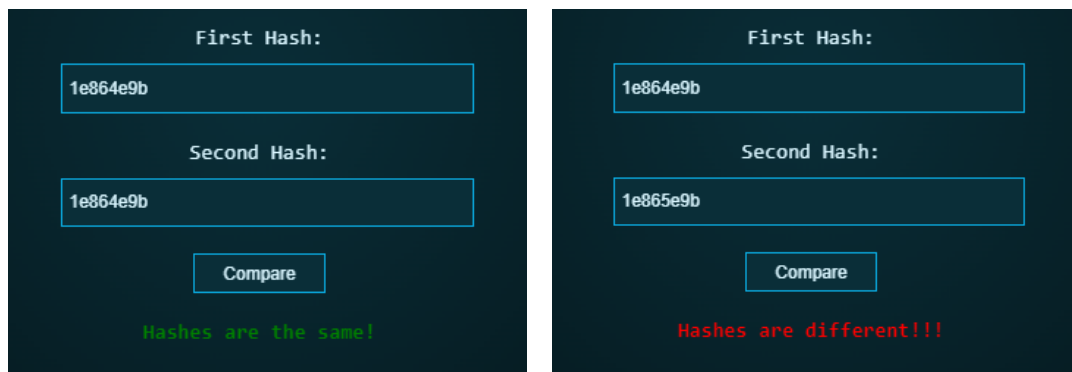 First Hash:
1e864e9b
Second Hash:
1e864e9b
Compare
Hashes are the same!
First Hash:
1e864e9b
Second Hash:
1e865e9b
Compare
Hashes are different!!!